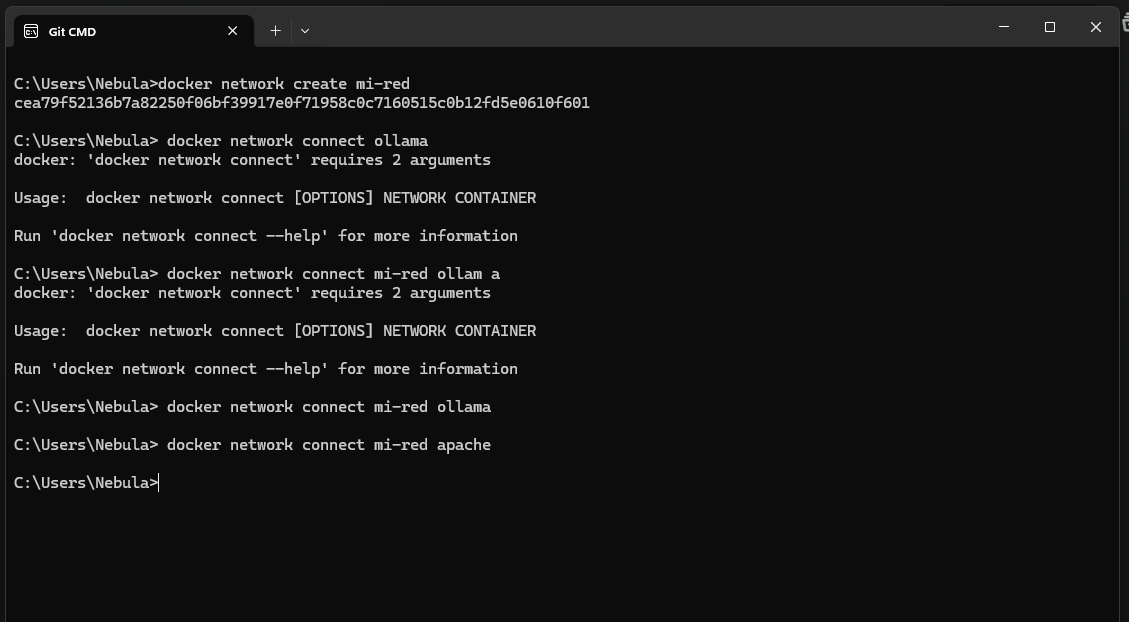 Git CMD
C:\Users\Nebula>docker network create mi-red
cea79f52136b7a82250f06bf39917e0f71958c0c7160515c0b12fd5e0610f601
C:\Users\Nebula> docker network connect ollama
docker: 'docker network connect' requires 2 arguments
Usage:  docker network connect [OPTIONS] NETWORK CONTAINER
Run 'docker network connect --help' for more information
C:\Users\Nebula> docker network connect mi-red ollam a
docker: 'docker network connect' requires 2 arguments
Usage:  docker network connect [OPTIONS] NETWORK CONTAINER
Run 'docker network connect --help' for more information
C:\Users\Nebula> docker network connect mi-red ollama
C:\Users\Nebula> docker network connect mi-red apache
C:\Users\Nebula>